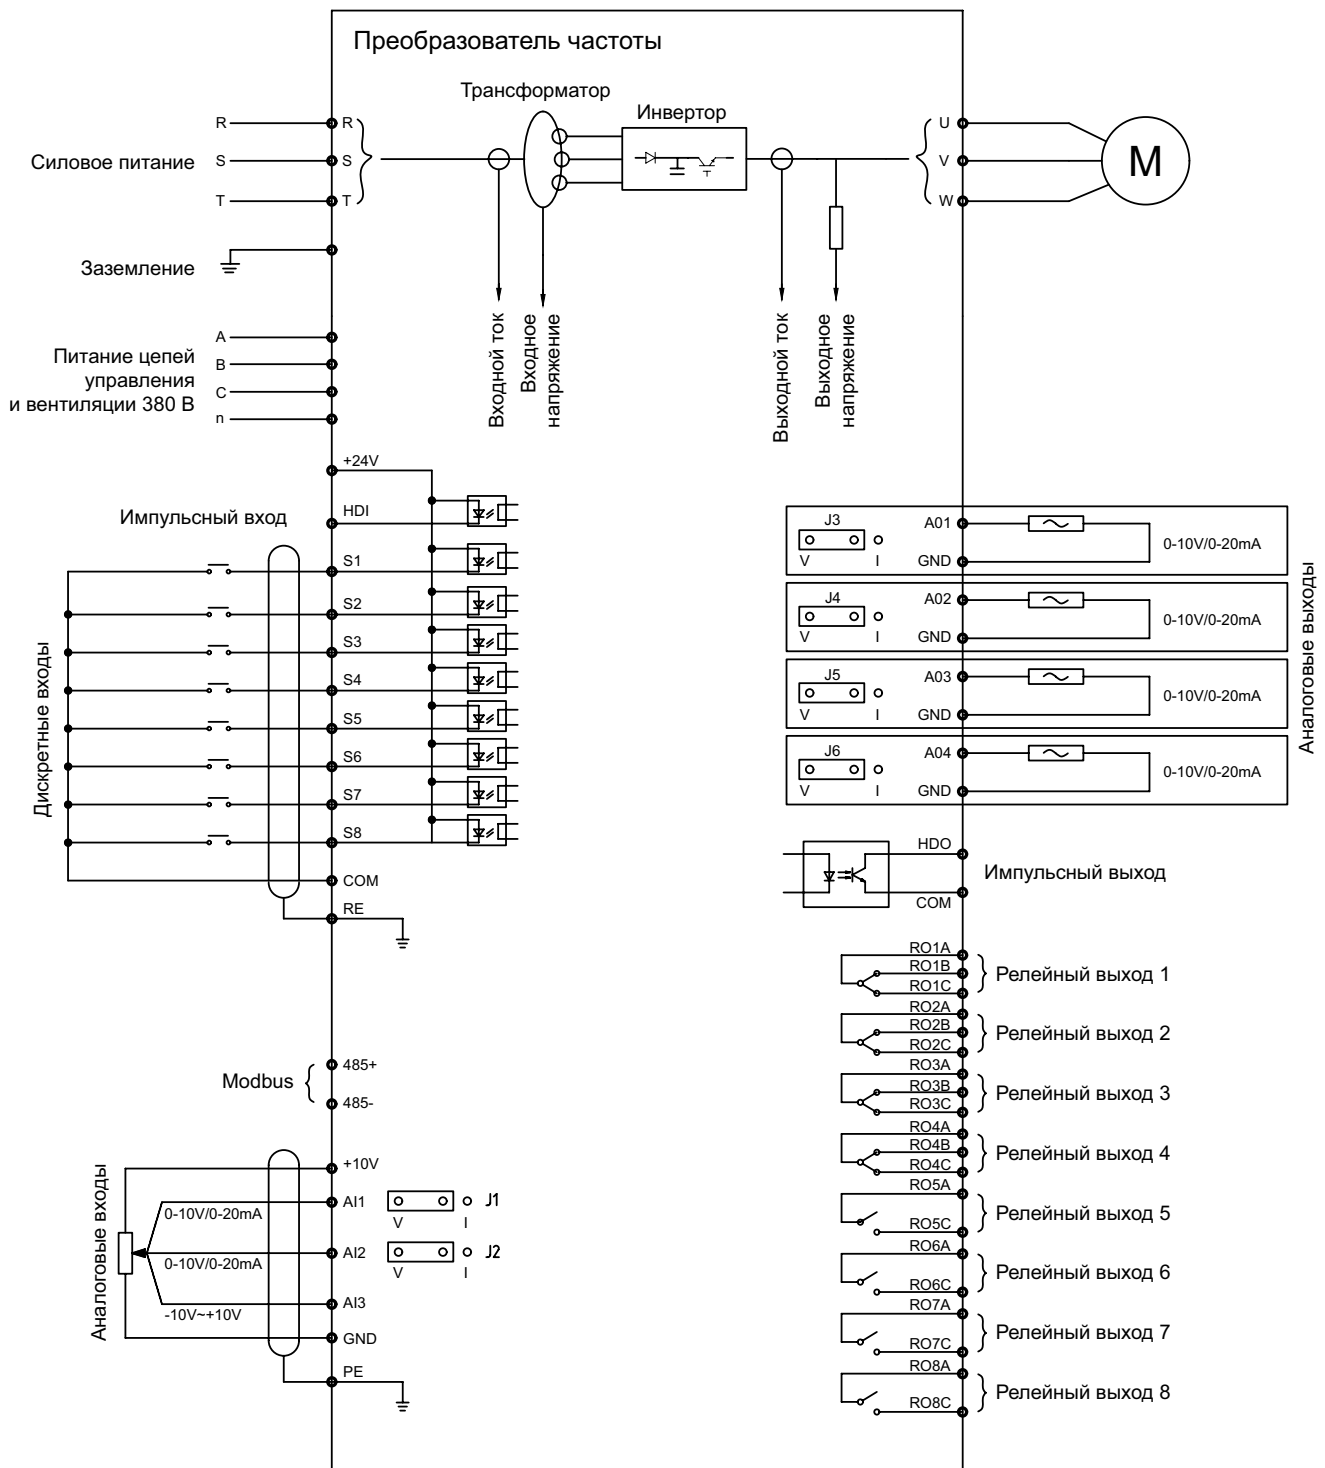 Преобразователь частоты
Трансформатор
Инвертор
Силовое питание
R
S
T
R
S
T
U
V
W
M
Заземление
Входной ток
Входное
напряжение
Выходной ток
Выходное
напряжение
Питание цепей
управления
и вентиляции 380 В
A
B
C
n
+24V
Импульсный вход
HDI
Дискретные входы
S1
S2
S3
S4
S5
S6
S7
S8
COM
RE
J3
V I
A01
GND
0-10V/0-20mA
J4
V I
A02
GND
0-10V/0-20mA
J5
V I
A03
GND
0-10V/0-20mA
J6
V I
A04
GND
0-10V/0-20mA
Аналоговые выходы
HDO
COM
Импульсный выход
RO1A
RO1B
RO1C
Релейный выход 1
RO2A
RO2B
RO2C
Релейный выход 2
RO3A
RO3B
RO3C
Релейный выход 3
RO4A
RO4B
RO4C
Релейный выход 4
RO5A
RO5C
Релейный выход 5
RO6A
RO6C
Релейный выход 6
RO7A
RO7C
Релейный выход 7
RO8A
RO8C
Релейный выход 8
Modbus
485+
485-
Аналоговые входы
+10V
0-10V/0-20mA
AI1
J1
V I
0-10V/0-20mA
AI2
J2
V I
-10V~+10V
AI3
GND
PE